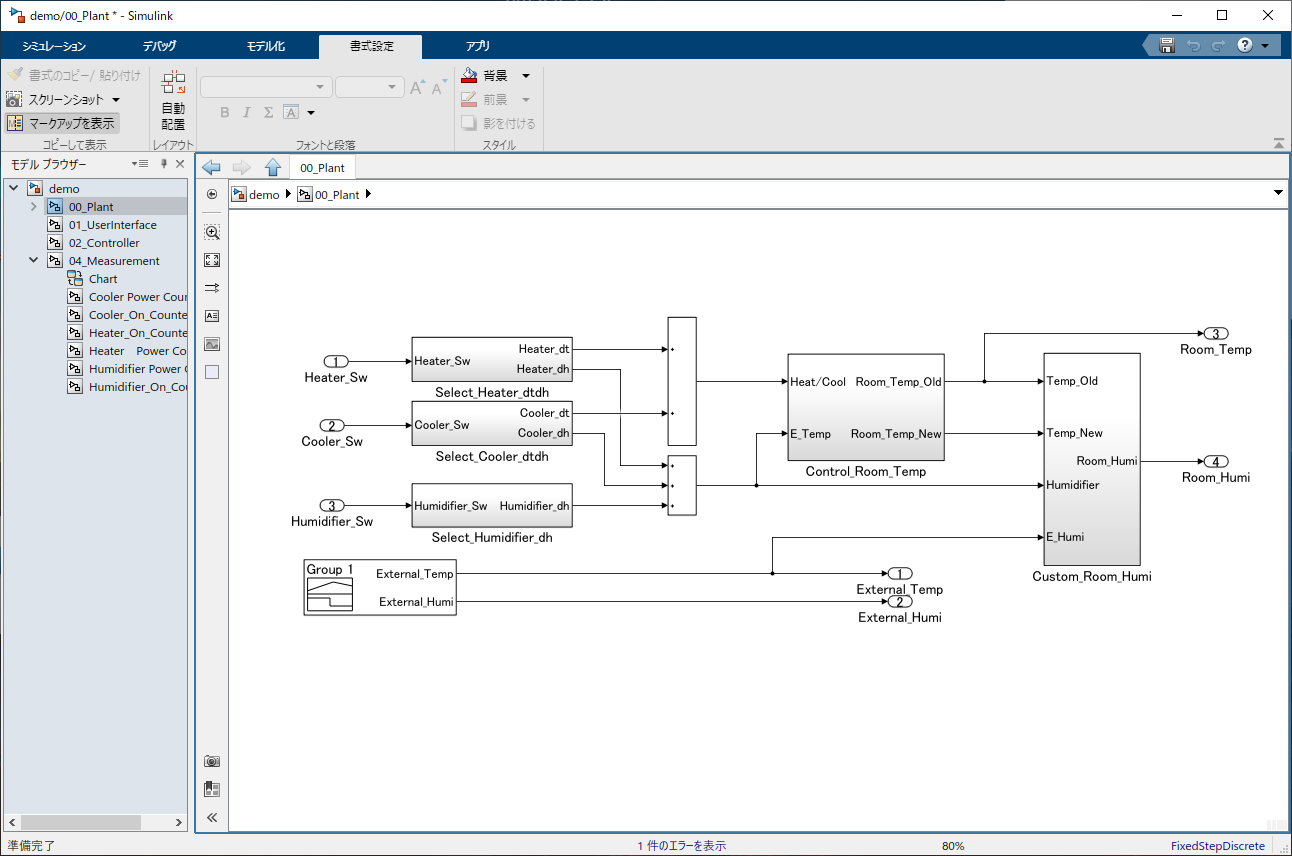 demo/00_Plant * - Simulink
シミュレーション デバッグ モデル化 書式設定 アプリ
書式のコピー/ 貼り付け
スクリーンショット
マークアップを表示
コピーして表示
自動
配置
レイアウト
B I Σ A
A A
フォントと段落
背景
前景
影を付ける
スタイル
モデル ブラウザー
demo
00_Plant
01_UserInterface
02_Controller
04_Measurement
Chart
Cooler Power Cour
Cooler_On_Counte
Heater_On_Counte
Heater Power Co
Humidifier Power (
Humidifier_On_Cou
00_Plant
demo 00_Plant
1
Heater_Sw
Heater_Sw Heater_dt
Heater_dh
Select_Heater_dtdh
2
Cooler_Sw
Cooler_Sw Cooler_dt
Cooler_dh
Select_Cooler_dtdh
3
Humidifier_Sw
Humidifier_Sw Humidifier_dh
Select_Humidifier_dh
Group 1
External_Temp
External_Humi
+
+
+
+
+
Heat/Cool Room_Temp_Old
E_Temp Room_Temp_New
Control_Room_Temp
Temp_Old
Temp_New
Room_Humi
Humidifier
E_Humi
Custom_Room_Humi
3
Room_Temp
4
Room_Humi
1
External_Temp
2
External_Humi
準備完了 1 件のエラーを表示 80% FixedStepDiscrete